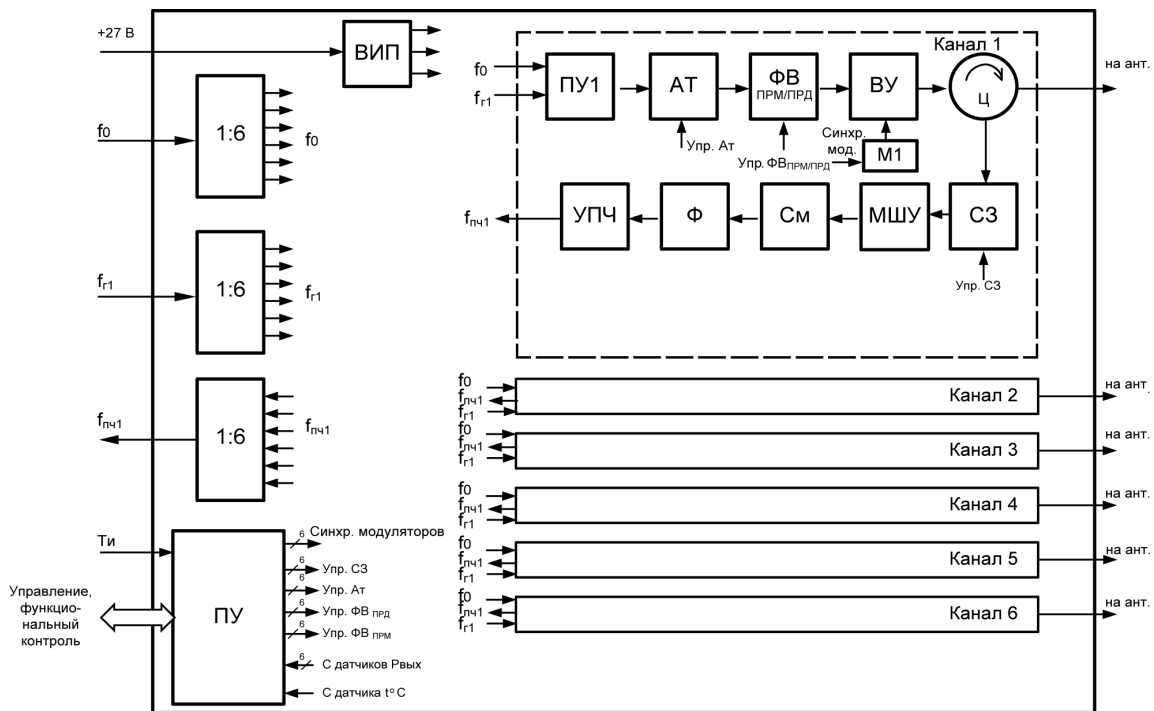 +27 В
ВИП
f0
1:6
f0
fг1
1:6
fг1
fпч1
1:6
fпч1
Ти
Управление,
функцио-
нальный
контроль
ПУ
6
Синхр. модуляторов
6
Упр. СЗ
6
Упр. Ат
6
Упр. ФВ ПРД
6
Упр. ФВ ПРМ
6
С датчиков Рвых
С датчика t° С
Канал 1
f0
fг1
ПУ1
АТ
ФВ
ПРМ/ПРД
ВУ
Ц
на ант.
Упр. Ат
Упр. ФВПРМ/ПРД
Синхр.
мод.
М1
fпч1
УПЧ
Ф
См
МШУ
СЗ
Упр. СЗ
f0
fпч1
fг1
Канал 2
на ант.
f0
fпч1
fг1
Канал 3
на ант.
f0
fпч1
fг1
Канал 4
на ант.
f0
fпч1
fг1
Канал 5
на ант.
f0
fпч1
fг1
Канал 6
на ант.